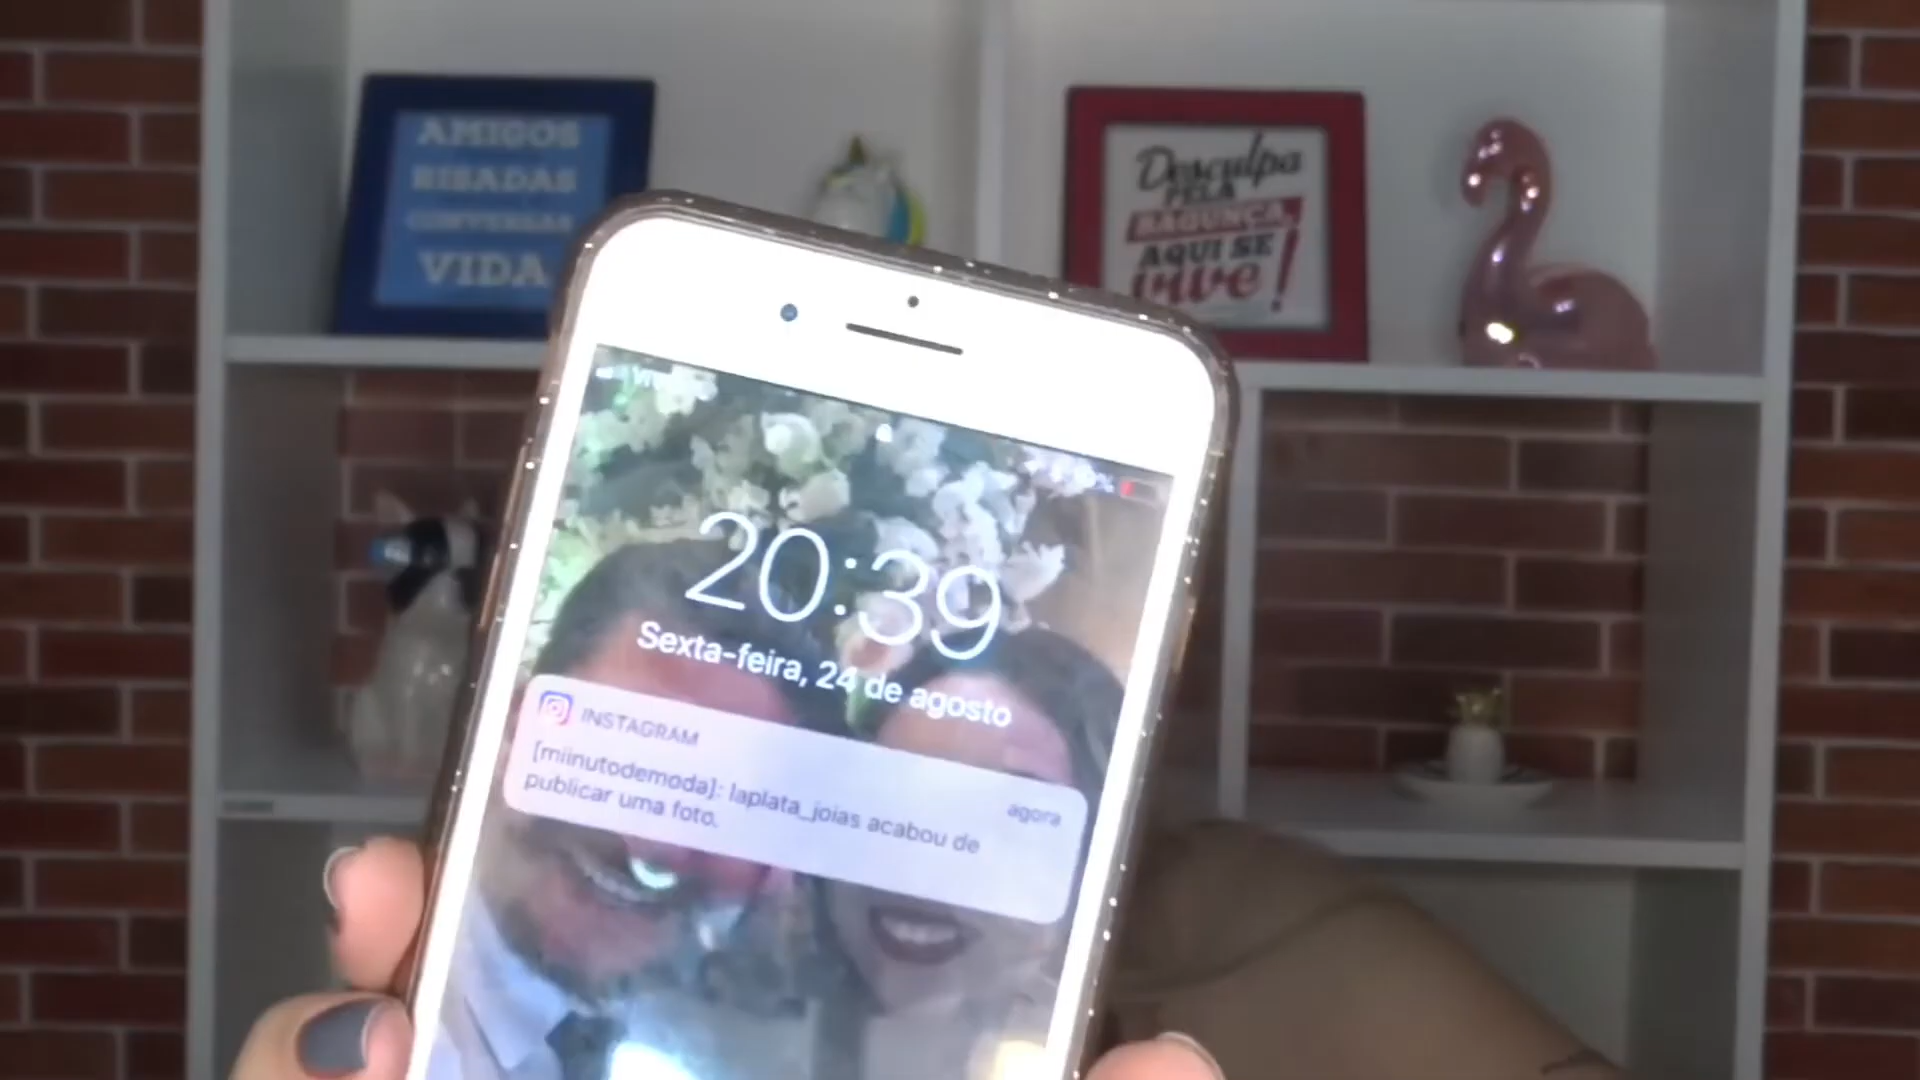 AMIGOS
RISADAS
CONVERSAS
VIDA
Desculpa
PELA
BAGUNÇA,
AQUI SE
vive!
20:39
Sexta-feira, 24 de agosto
INSTAGRAM
agora
[miinutodemoda]: laplata_joias acabou de
publicar uma foto.